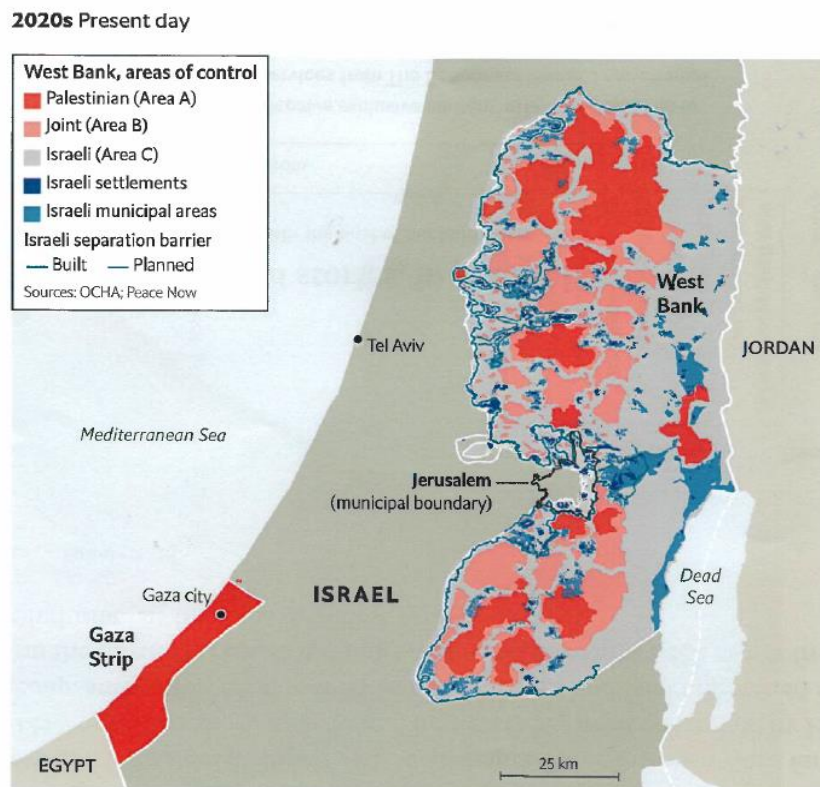 2020s Present day
West Bank, areas of control
Palestinian (Area A)
Joint (Area B)
Israeli (Area C)
Israeli settlements
Israeli municipal areas
Israeli separation barrier
Built Planned
Sources: OCHA; Peace Now
West
Bank
Tel Aviv
JORDAN
Mediterranean Sea
Jerusalem
(municipal boundary)
Dead
Sea
Gaza city
ISRAEL
Gaza
Strip
EGYPT
25 km